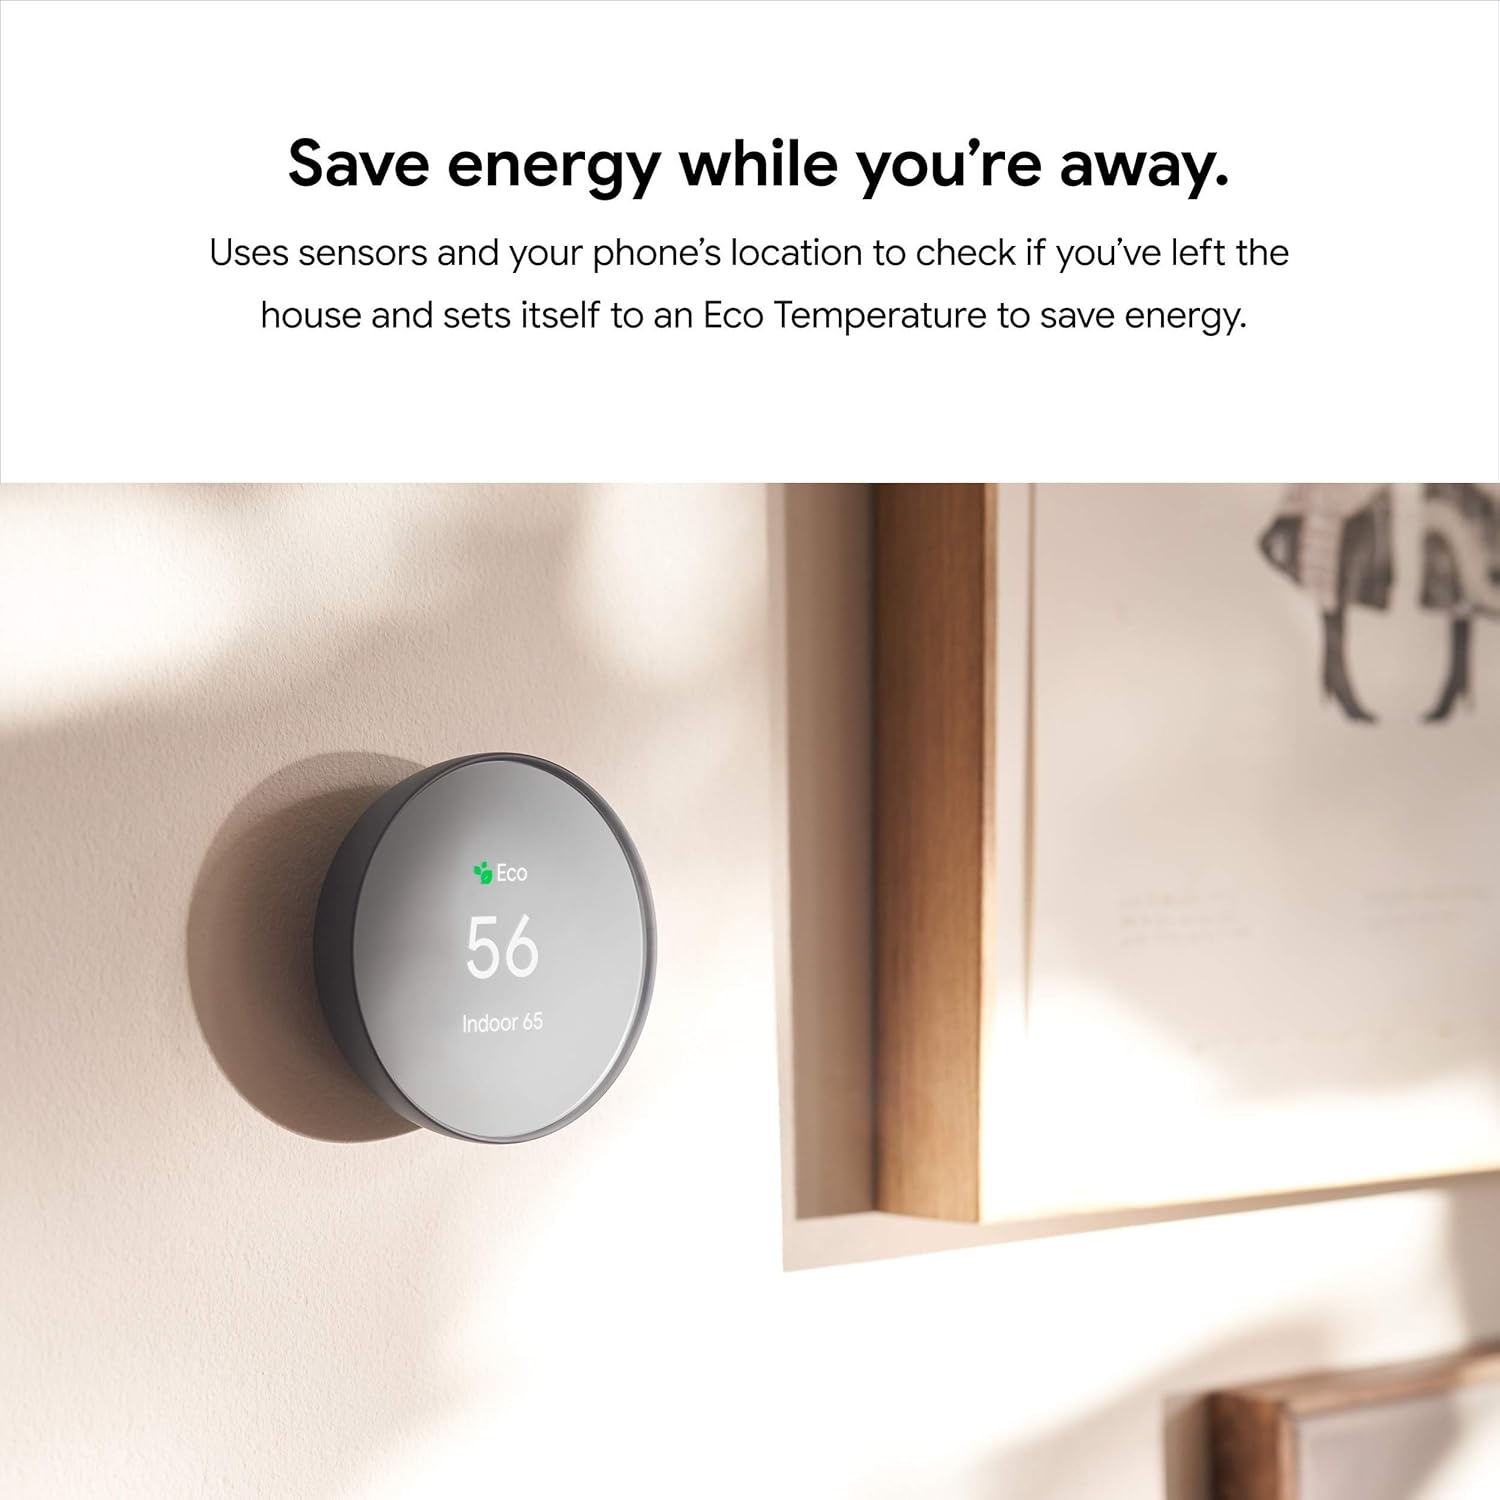 Save energy while you’re away.
Uses sensors and your phone’s location to check if you’ve left the
house and sets itself to an Eco Temperature to save energy.
Eco
56
Indoor 65